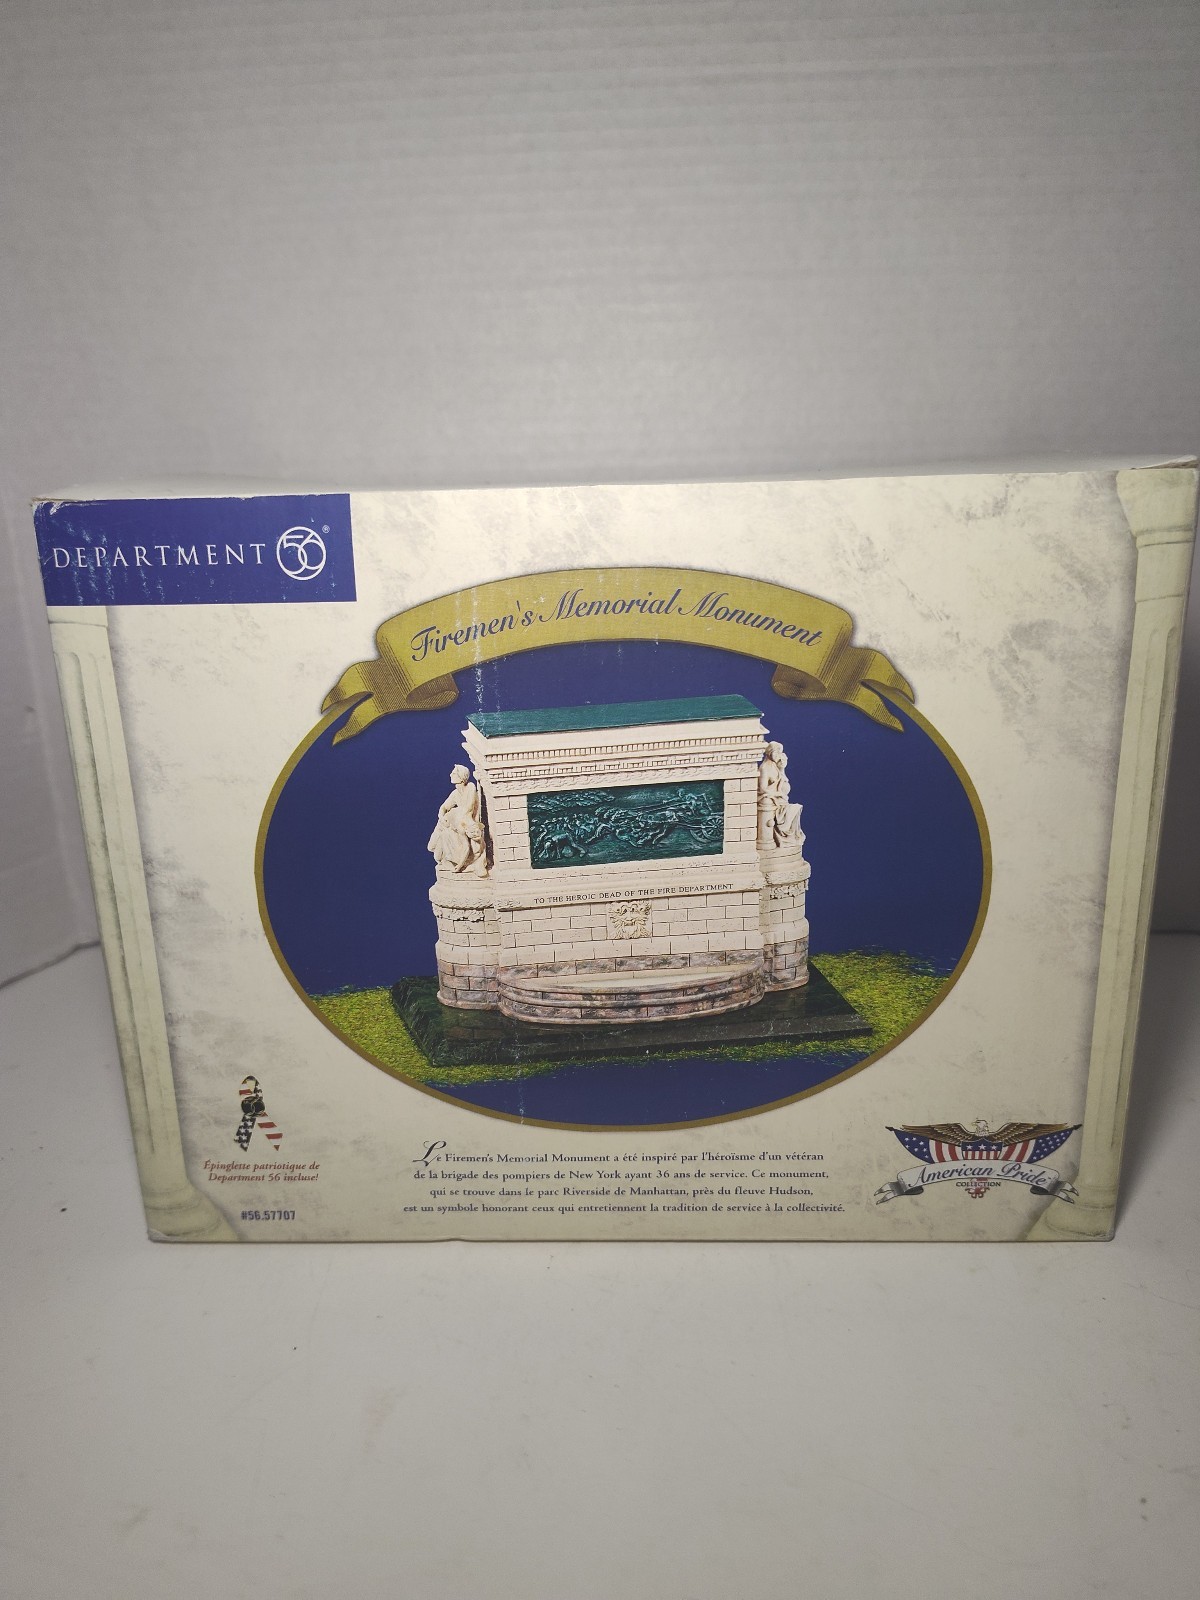 DEPARTMENT 56®
Firemen's Memorial Monument
TO THE HEROIC DEAD OF THE FIRE DEPARTMENT
Épinglette patriotique de
Department 56 incluse!
#56.57707
Le Firemen's Memorial Monument a été inspiré par l'héroïsme d'un vétéran
de la brigade des pompiers de New York ayant 36 ans de service. Ce monument,
qui se trouve dans le parc Riverside de Manhattan, près du fleuve Hudson,
est un symbole honorant ceux qui entretiennent la tradition de service à la collectivité.
American Pride
COLLECTION